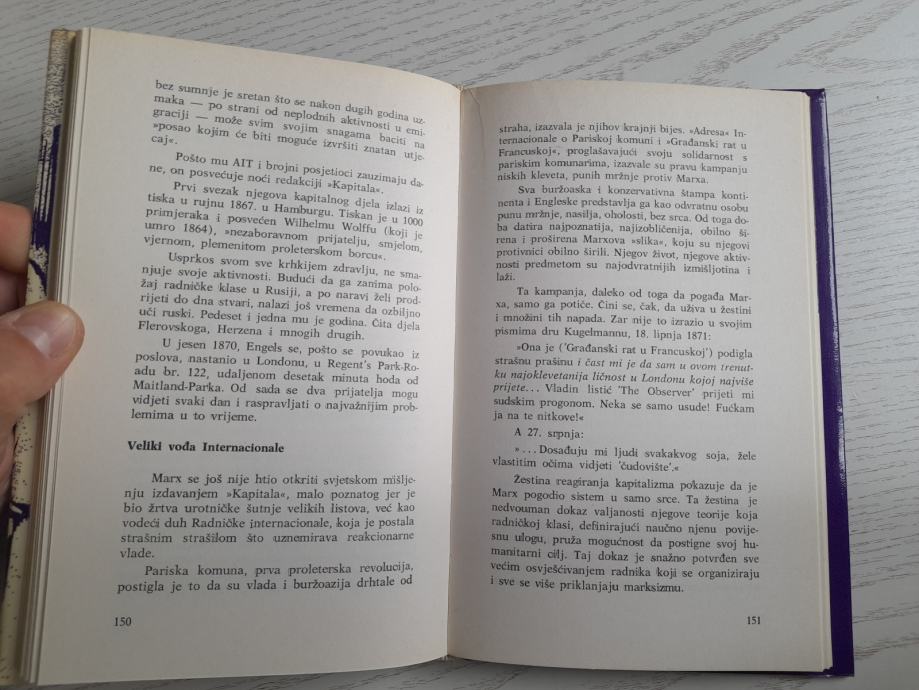 bez sumnje je sretan što se nakon dugih godina uz-
maka — po strani od neplodnih aktivnosti u emi-
graciji — može svim svojim snagama baciti na
»posao kojim će biti moguće izvršiti znatan utje-
caj«.
Pošto mu AIT i brojni posjetioci zauzimaju da-
ne, on posvećuje noći redakciji »Kapitala«.
Prvi svezak njegova kapitalnog djela izlazi iz
tiska u rujnu 1867. u Hamburgu. Tiskan je u 1000
primjeraka i posvećen Wilhelmu Wolffu (koji je
umro 1864), »nezaboravnom prijatelju, smjelom,
vjernom, plemenitom proleterskom borcu«.
Usprkos svom sve krhkijem zdravlju, ne sma-
njuje svoje aktivnosti. Budući da ga zanima polo-
žaj radničke klase u Rusiji, a po naravi želi prod-
rijeti do dna stvari, nalazi još vremena da ozbiljno
uči ruski. Pedeset i jedna mu je godina. Čita djela
Flerovskoga, Herzena i mnogih drugih.
U jesen 1870, Engels se, pošto se povukao iz
poslova, nastanio u Londonu, u Regent's Park-Ro-
adu br. 122, udaljenom desetak minuta hoda od
Maitland-Parka. Od sada se dva prijatelja mogu
vidjeti svaki dan i raspravljati o najvažnijim prob-
lemima u to vrijeme.
Veliki vođa Internacionale
Marx se još nije htio otkriti svjetskom mišlje-
nju izdavanjem »Kapitala«, malo poznatog jer je
bio žrtva urotničke šutnje velikih listova, već kao
vodeći duh Radničke internacionale, koja je postala
strašnim strašilom što uznemirava reakcionarne
vlade.
Pariska komuna, prva proleterska revolucija,
postigla je to da su vlada i buržoazija drhtale od
150
straha, izazvala je njihov krajnji bijes. »Adresa« In-
ternacionale o Pariskoj komuni i »Građanski rat u
Francuskoj«, proglašavajući svoju solidarnost s
pariskim komunarima, izazvale su pravu kampanju
niskih kleveta, punih mržnje protiv Marxa.
Sva buržoaska i konzervativna štampa konti-
nenta i Engleske predstavlja ga kao odvratnu osobu
punu mržnje, nasilja, oholosti, bez srca. Od toga do-
ba datira najpoznatija, najizobličenija, obilno ši-
rena i proširena Marxova »slika«, koju su njegovi
protivnici obilno širili. Njegov život, njegove aktiv-
nosti predmetom su najodvratnijih izmišljotina i
laži.
Ta kampanja, daleko od toga da pogađa Mar-
xa, samo ga potiče. Čini se, čak, da uživa u žestini
i množini tih napada. Zar nije to izrazio u svojim
pismima dru Kugelmannu, 18. lipnja 1871:
»Ona je ('Građanski rat u Francuskoj') podigla
strašnu prašinu i čast mi je da sam u ovom trenut-
ku najoklevetanija ličnost u Londonu kojoj najviše
prijete... Vladin listić 'The Observer' prijeti mi
sudskim progonom. Neka se samo usude! Fućkam
ja na te nitkove!«
A 27. srpnja:
»...Dosađuju mi ljudi svakakvog soja, žele
vlastitim očima vidjeti 'čudovište'.«
Žestina reagiranja kapitalizma pokazuje da je
Marx pogodio sistem u samo srce. Ta žestina je
nedvouman dokaz valjanosti njegove teorije koja
radničkoj klasi, definirajući naučno njenu povije-
snu ulogu, pruža mogućnost da postigne svoj hu-
manitarni cilj. Taj dokaz je snažno potvrđen sve
većim osvješćivanjem radnika koji se organiziraju
i sve se više priklanjaju marksizmu.
151